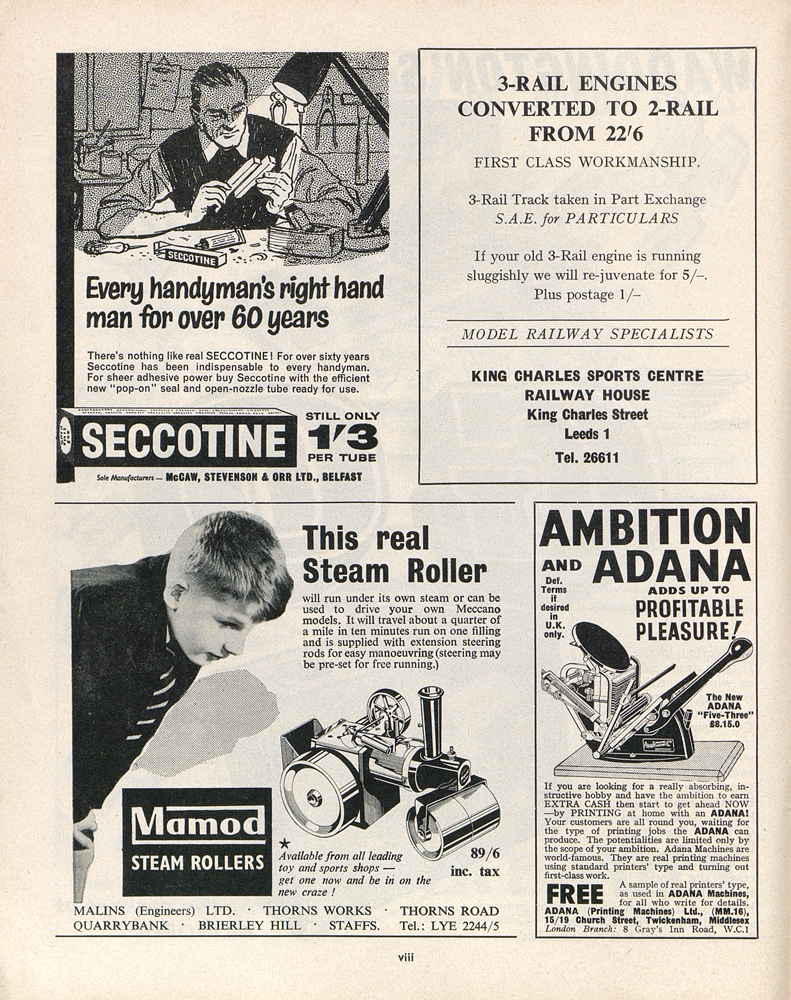 SECCOTINE
Every handyman's right hand
man for over 60 years
There's nothing like real SECCOTINE! For over sixty years
Seccotine has been indispensable to every handyman.
For sheer adhesive power buy Seccotine with the efficient
new "pop-on" seal and open-nozzle tube ready for use.
SECCOTINE
STILL ONLY
1'3
PER TUBE
Sole Manufacturers — McCAW, STEVENSON & ORR LTD., BELFAST
3-RAIL ENGINES
CONVERTED TO 2-RAIL
FROM 22/6
FIRST CLASS WORKMANSHIP.
3-Rail Track taken in Part Exchange
S.A.E. for PARTICULARS
If your old 3-Rail engine is running
sluggishly we will re-juvenate for 5/-.
Plus postage 1/-
MODEL RAILWAY SPECIALISTS
KING CHARLES SPORTS CENTRE
RAILWAY HOUSE
King Charles Street
Leeds 1
Tel. 26611
This real
Steam Roller
will run under its own steam or can be
used to drive your own Meccano
models. It will travel about a quarter of
a mile in ten minutes run on one filling
and is supplied with extension steering
rods for easy manoeuvring (steering may
be pre-set for free running.)
Mamod
STEAM ROLLERS
★
Available from all leading
toy and sports shops —
get one now and be in on the
new craze !
89/6
inc. tax
MALINS (Engineers) LTD. · THORNS WORKS · THORNS ROAD
QUARRYBANK · BRIERLEY HILL · STAFFS. Tel.: LYE 2244/5
AMBITION
AND ADANA
ADDS UP TO
PROFITABLE
PLEASURE!
Def.
Terms
if
desired
in
U.K.
only.
The New
ADANA
"Five-Three"
£8.15.0
If you are looking for a really absorbing, in-
structive hobby and have the ambition to earn
EXTRA CASH then start to get ahead NOW
—by PRINTING at home with an ADANA!
Your customers are all round you, waiting for
the type of printing jobs the ADANA can
produce. The potentialities are limited only by
the scope of your ambition. Adana Machines are
world-famous. They are real printing machines
using standard printers' type and turning out
first-class work.
FREE
A sample of real printers' type,
as used in ADANA Machines,
for all who write for details.
ADANA (Printing Machines) Ltd., (MM.16),
15/19 Church Street, Twickenham, Middlesex
London Branch: 8 Gray's Inn Road, W.C.1
viii